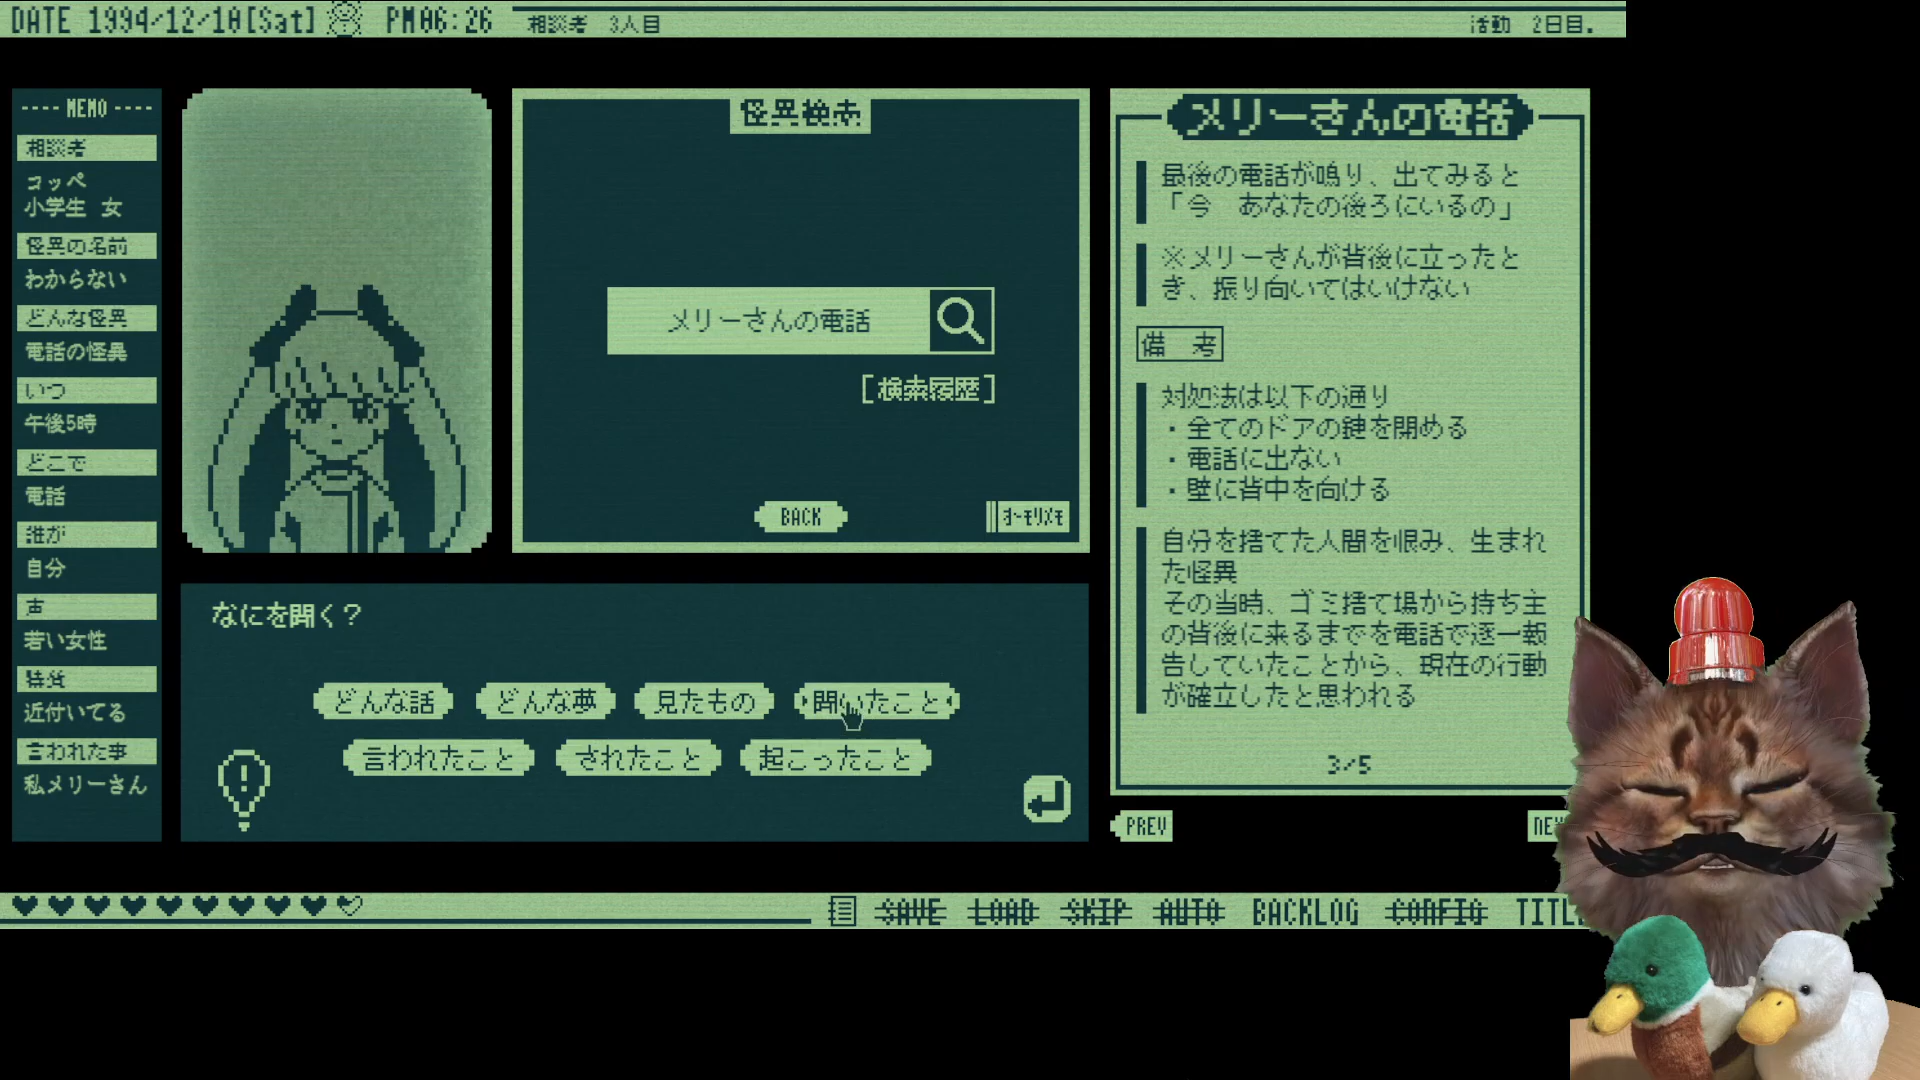 DATE 1994/12/10[Sat] PM06:26 相談者 3人目 活動 2日目.
---- MEMO ----
相談者
コッペ
小学生 女
怪異の名前
わからない
どんな怪異
電話の怪異
いつ
午後5時
どこで
電話
誰が
自分
声
若い女性
特徴
近付いてる
言われた事
私メリーさん
怪異検索
メリーさんの電話
[検索履歴]
BACK
ヨーモリメモ
なにを聞く?
どんな話 どんな夢 見たもの 聞いたこと
言われたこと されたこと 起こったこと
メリーさんの電話
最後の電話が鳴り、出てみると
「今 あなたの後ろにいるの」
※メリーさんが背後に立ったと
き、振り向いてはいけない
備 考
対処法は以下の通り
・全てのドアの鍵を閉める
・電話に出ない
・壁に背中を向ける
自分を捨てた人間を恨み、生まれ
た怪異
その当時、ゴミ捨て場から持ち主
の背後に来るまでを電話で逐一報
告していたことから、現在の行動
が確立したと思われる
3/5
PREV
SAVE LOAD SKIP AUTO BACKLOG CONFIG